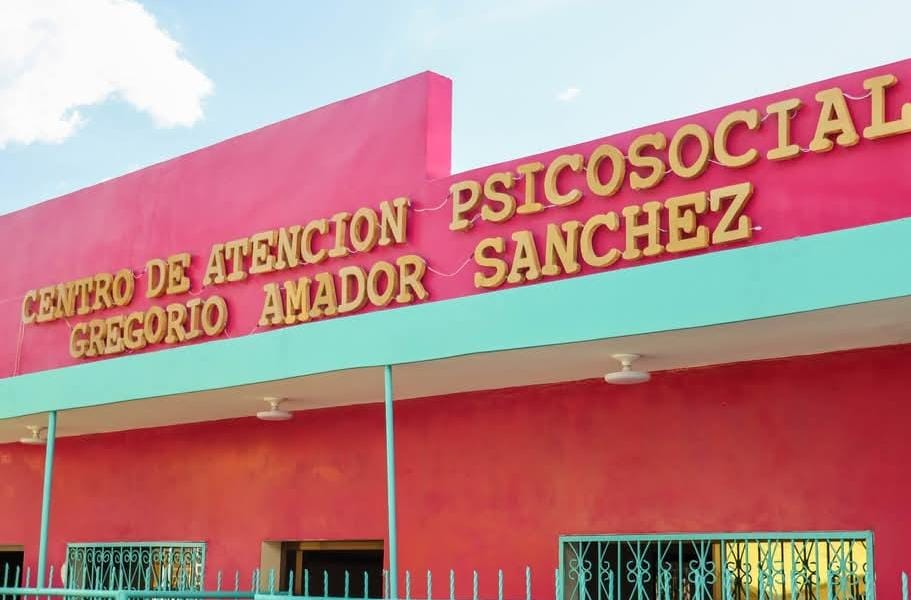 CENTRO DE ATENCION PSICOSOCIAL
GREGORIO AMADOR SANCHEZ